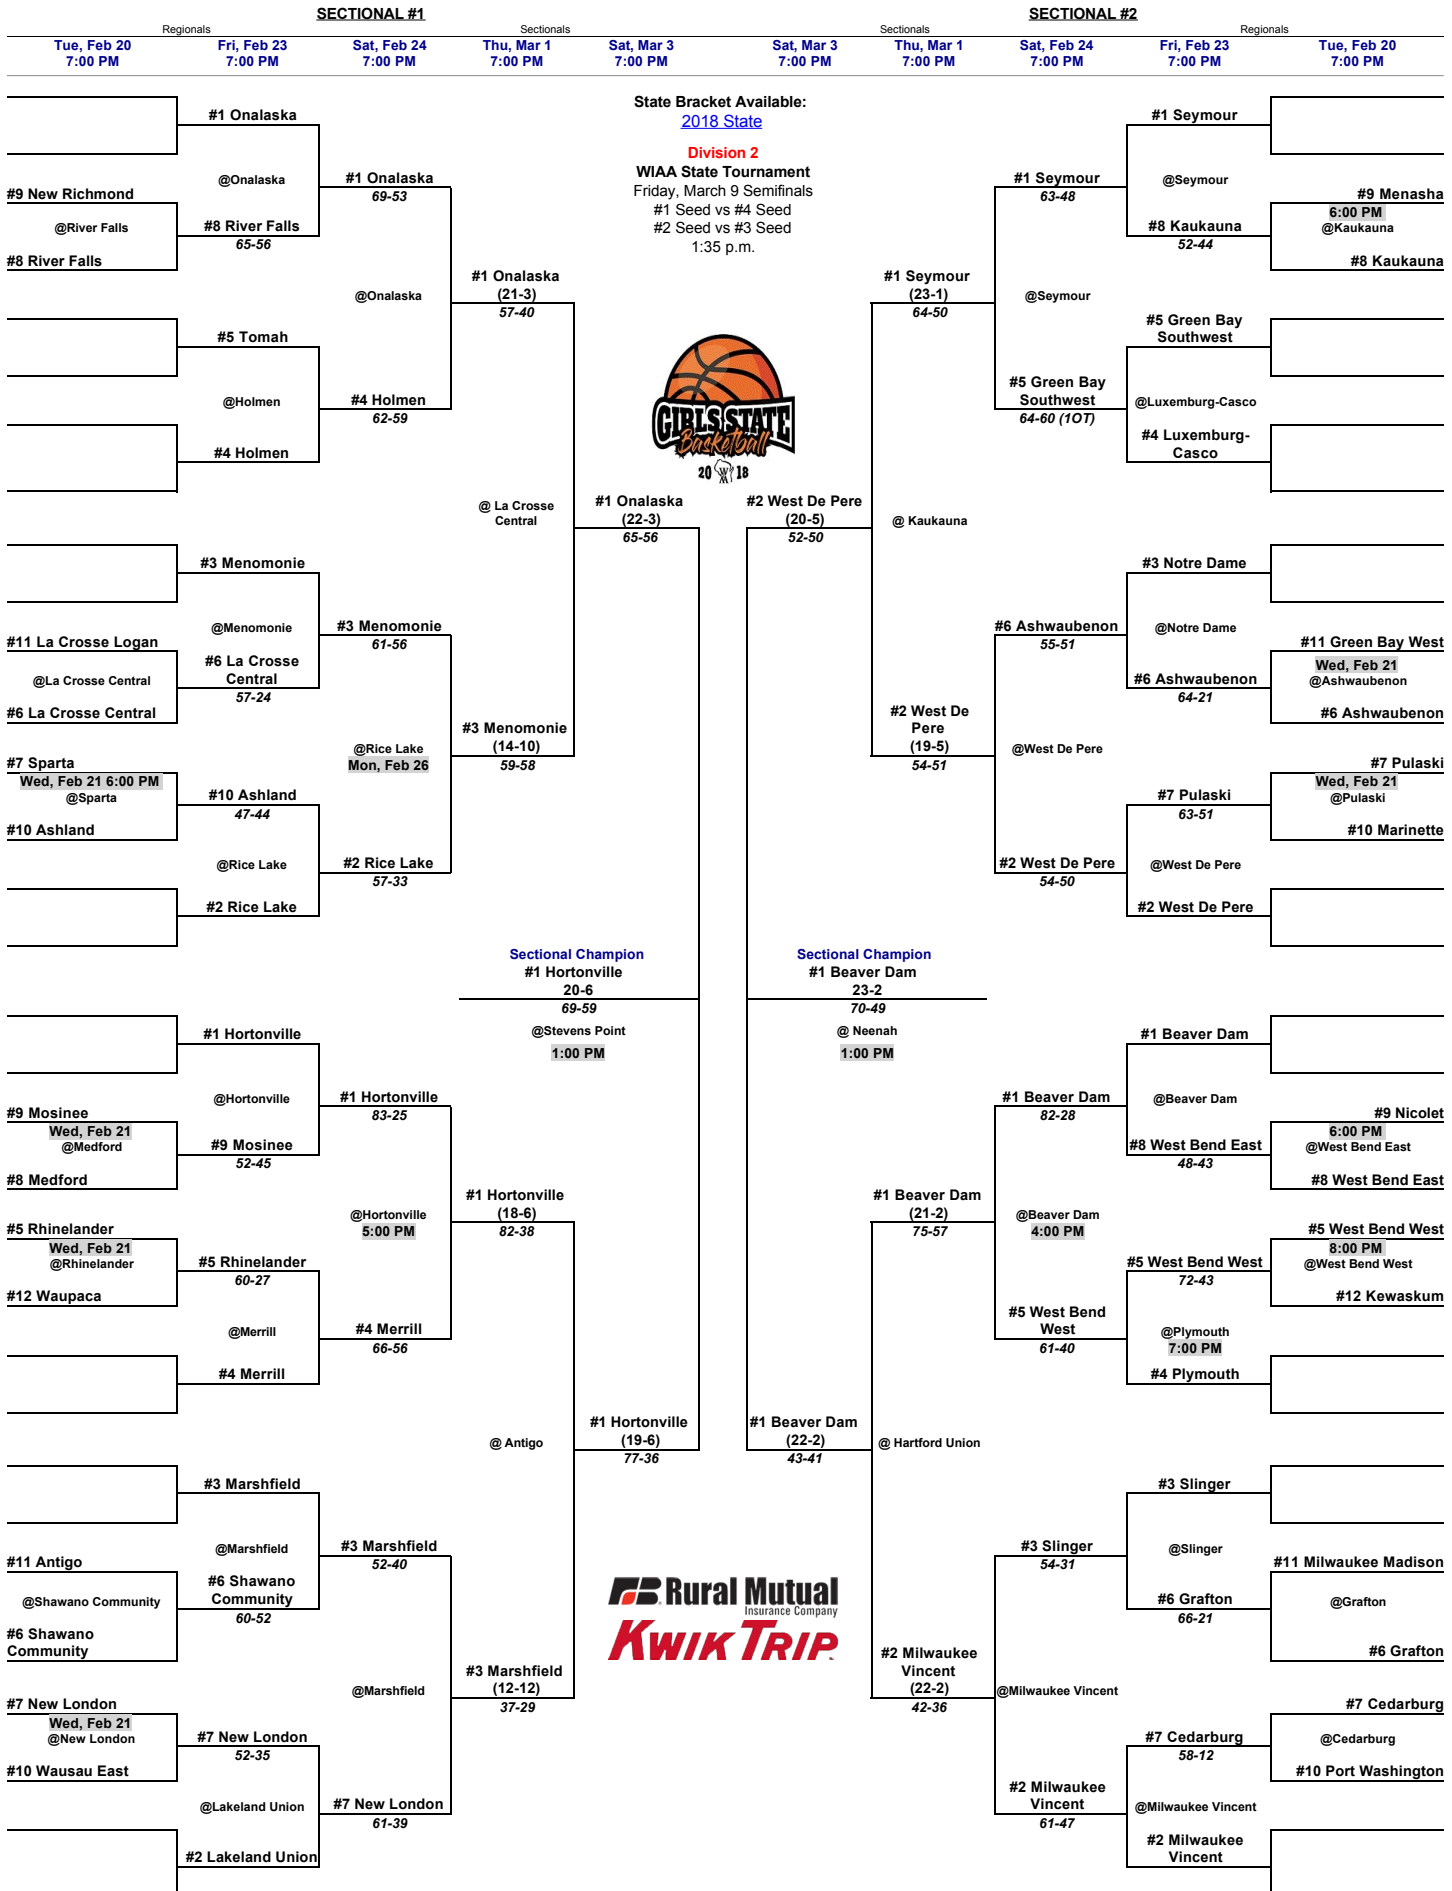 SECTIONAL #1
SECTIONAL #2
Regionals
Sectionals
Sectionals
Regionals
Tue, Feb 20
7:00 PM
Fri, Feb 23
7:00 PM
Sat, Feb 24
7:00 PM
Thu, Mar 1
7:00 PM
Sat, Mar 3
7:00 PM
Sat, Mar 3
7:00 PM
Thu, Mar 1
7:00 PM
Sat, Feb 24
7:00 PM
Fri, Feb 23
7:00 PM
Tue, Feb 20
7:00 PM
State Bracket Available:
2018 State
Division 2
WIAA State Tournament
Friday, March 9 Semifinals
#1 Seed vs #4 Seed
#2 Seed vs #3 Seed
1:35 p.m.
GIRLS STATE
Basketball
20 18
#9 New Richmond
@River Falls
#8 River Falls
#11 La Crosse Logan
@La Crosse Central
#6 La Crosse Central
#7 Sparta
Wed, Feb 21 6:00 PM
@Sparta
#10 Ashland
#1 Onalaska
@Onalaska
#8 River Falls
65-56
#5 Tomah
@Holmen
#4 Holmen
#3 Menomonie
@Menomonie
#6 La Crosse
Central
57-24
#10 Ashland
47-44
@Rice Lake
#2 Rice Lake
#1 Onalaska
69-53
@Onalaska
#4 Holmen
62-59
#3 Menomonie
61-56
@Rice Lake
Mon, Feb 26
#2 Rice Lake
57-33
#1 Onalaska
(21-3)
57-40
@ La Crosse
Central
#3 Menomonie
(14-10)
59-58
#1 Onalaska
(22-3)
65-56
Sectional Champion
#1 Hortonville
20-6
69-59
@Stevens Point
1:00 PM
#9 Mosinee
Wed, Feb 21
@Medford
#8 Medford
#5 Rhinelander
Wed, Feb 21
@Rhinelander
#12 Waupaca
#11 Antigo
@Shawano Community
#6 Shawano
Community
#7 New London
Wed, Feb 21
@New London
#10 Wausau East
#1 Hortonville
@Hortonville
#9 Mosinee
52-45
#5 Rhinelander
60-27
@Merrill
#4 Merrill
#3 Marshfield
@Marshfield
#6 Shawano
Community
60-52
#7 New London
52-35
@Lakeland Union
#2 Lakeland Union
#1 Hortonville
83-25
@Hortonville
5:00 PM
#4 Merrill
66-56
#3 Marshfield
52-40
@Marshfield
#7 New London
61-39
#1 Hortonville
(18-6)
82-38
@ Antigo
#3 Marshfield
(12-12)
37-29
#1 Hortonville
(19-6)
77-36
#2 West De Pere
(20-5)
52-50
#1 Seymour
(23-1)
64-50
@ Kaukauna
#2 West De
Pere
(19-5)
54-51
#1 Seymour
63-48
@Seymour
#5 Green Bay
Southwest
64-60 (1OT)
#6 Ashwaubenon
55-51
@West De Pere
#2 West De Pere
54-50
#1 Seymour
@Seymour
#8 Kaukauna
52-44
#5 Green Bay
Southwest
@Luxemburg-Casco
#4 Luxemburg-
Casco
#3 Notre Dame
@Notre Dame
#6 Ashwaubenon
64-21
#7 Pulaski
63-51
@West De Pere
#2 West De Pere
#9 Menasha
6:00 PM
@Kaukauna
#8 Kaukauna
#11 Green Bay West
Wed, Feb 21
@Ashwaubenon
#6 Ashwaubenon
#7 Pulaski
Wed, Feb 21
@Pulaski
#10 Marinette
Sectional Champion
#1 Beaver Dam
23-2
70-49
@ Neenah
1:00 PM
#1 Beaver Dam
(22-2)
43-41
#1 Beaver Dam
(21-2)
75-57
@ Hartford Union
#2 Milwaukee
Vincent
(22-2)
42-36
#1 Beaver Dam
82-28
@Beaver Dam
4:00 PM
#5 West Bend
West
61-40
#3 Slinger
54-31
@Milwaukee Vincent
#2 Milwaukee
Vincent
61-47
#1 Beaver Dam
@Beaver Dam
#8 West Bend East
48-43
#5 West Bend West
72-43
@Plymouth
7:00 PM
#4 Plymouth
#3 Slinger
@Slinger
#6 Grafton
66-21
#7 Cedarburg
58-12
@Milwaukee Vincent
#2 Milwaukee
Vincent
#9 Nicolet
6:00 PM
@West Bend East
#8 West Bend East
#5 West Bend West
8:00 PM
@West Bend West
#12 Kewaskum
#11 Milwaukee Madison
@Grafton
#6 Grafton
#7 Cedarburg
@Cedarburg
#10 Port Washington
Rural Mutual
Insurance Company
KWIK TRIP